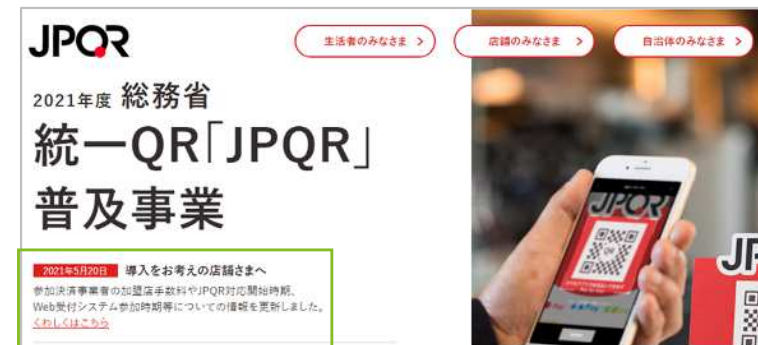 JPQR
生活者のみなさま >
店舗のみなさま >
自治体のみなさま >
2021年度 総務省
統一QR「JPQR」
普及事業
2021年5月20日 導入をお考えの店舗さまへ
参加決済事業者の加盟店手数料やJPQR対応開始時期、
Web受付システム参加時期等についての情報を更新しました。
くわしくはこちら
JPQR
Pay